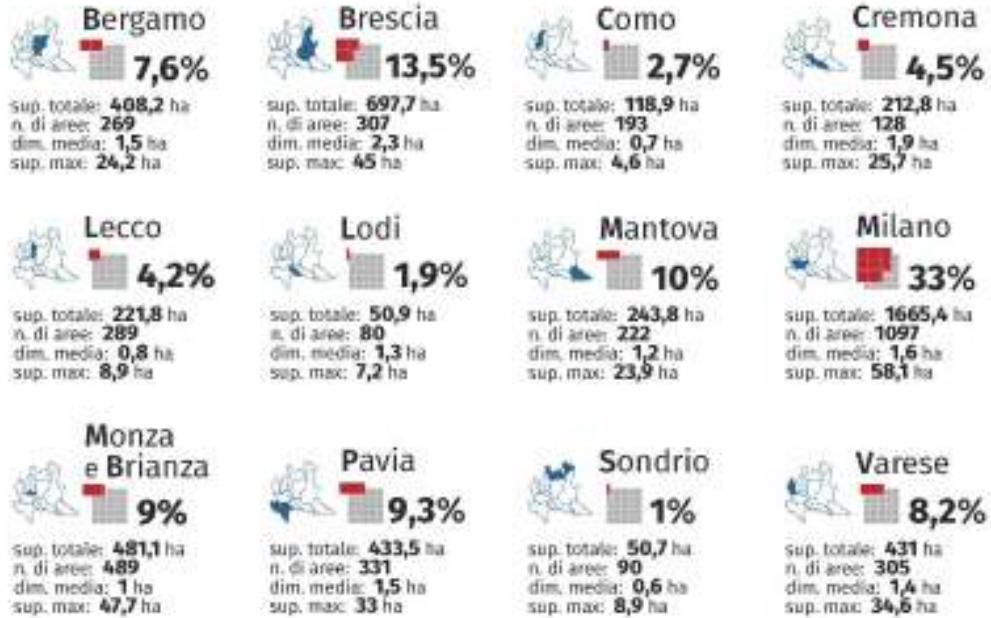 Bergamo
7,6%
sup. totale: 408,2 ha
n. di aree: 269
dim. media: 1,5 ha
sup. max: 24,2 ha
Brescia
13,5%
sup. totale: 697,7 ha
n. di aree: 307
dim. media: 2,3 ha
sup. max: 45 ha
Como
2,7%
sup. totale: 118,9 ha
n. di aree: 193
dim. media: 0,7 ha
sup. max: 4,6 ha
Cremona
4,5%
sup. totale: 212,8 ha
n. di aree: 128
dim. media: 1,9 ha
sup. max: 25,7 ha
Lecco
4,2%
sup. totale: 221,8 ha
n. di aree: 289
dim. media: 0,8 ha
sup. max: 8,9 ha
Lodi
1,9%
sup. totale: 50,9 ha
n. di aree: 80
dim. media: 1,3 ha
sup. max: 7,2 ha
Mantova
10%
sup. totale: 243,8 ha
n. di aree: 222
dim. media: 1,2 ha
sup. max: 23,9 ha
Milano
33%
sup. totale: 1665,4 ha
n. di aree: 1097
dim. media: 1,6 ha
sup. max: 58,1 ha
Monza
e Brianza
9%
sup. totale: 481,1 ha
n. di aree: 489
dim. media: 1 ha
sup. max: 47,7 ha
Pavia
9,3%
sup. totale: 433,5 ha
n. di aree: 331
dim. media: 1,5 ha
sup. max: 33 ha
Sondrio
1%
sup. totale: 50,7 ha
n. di aree: 90
dim. media: 0,6 ha
sup. max: 8,9 ha
Varese
8,2%
sup. totale: 431 ha
n. di aree: 305
dim. media: 1,4 ha
sup. max: 34,6 ha